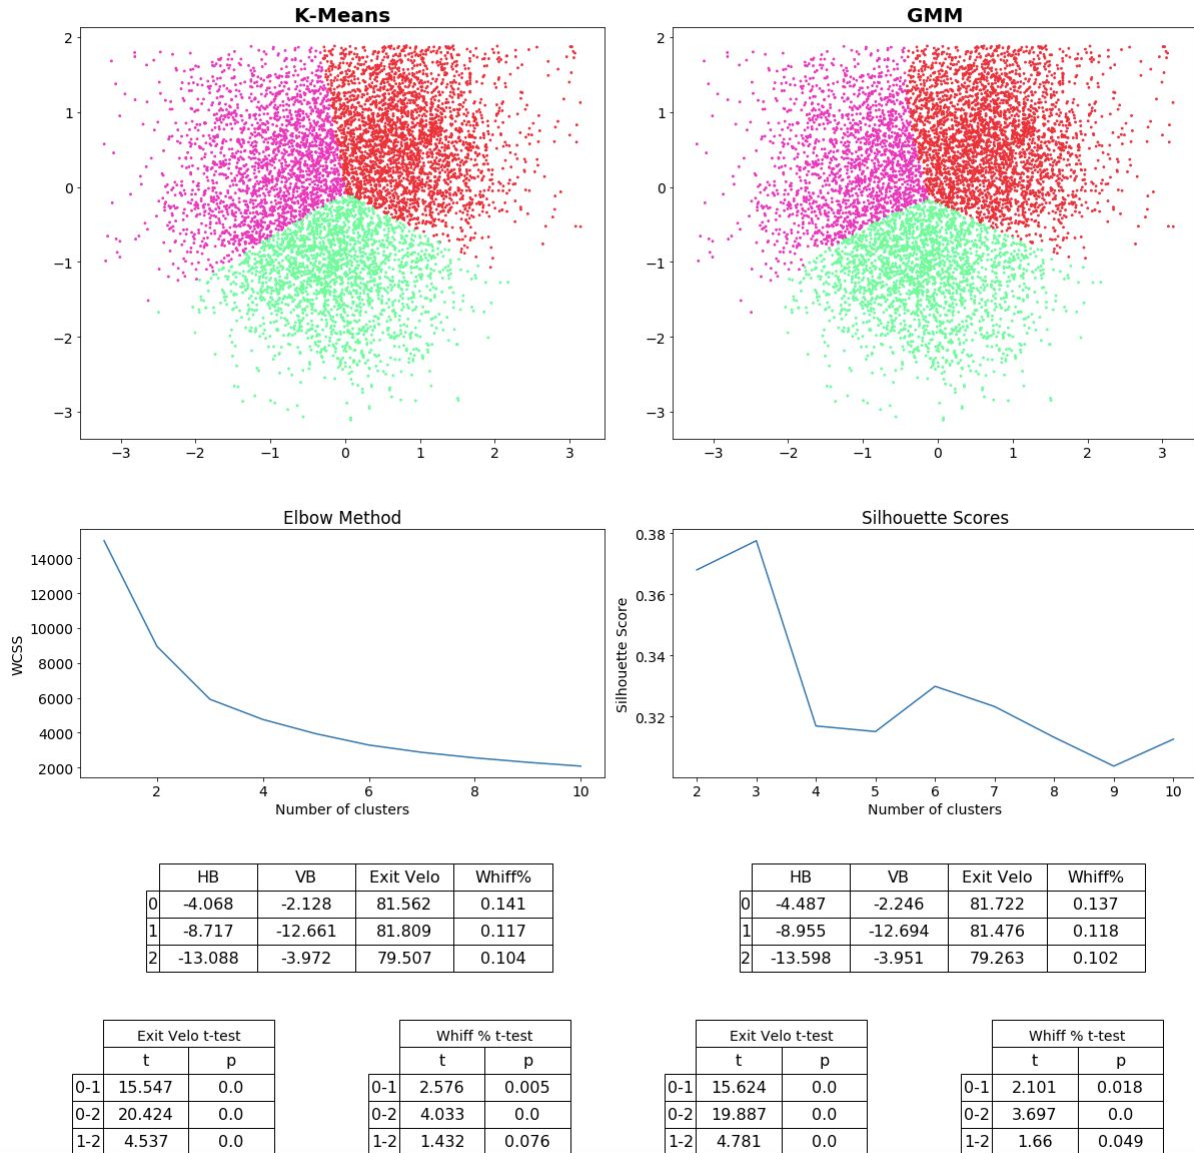 K-Means
GMM
2
1
0
−1
−2
−3
−3 −2 −1 0 1 2 3
2
1
0
−1
−2
−3
−3 −2 −1 0 1 2 3
Elbow Method
WCSS
14000
12000
10000
8000
6000
4000
2000
2 4 6 8 10
Number of clusters
Silhouette Scores
Silhouette Score
0.38
0.36
0.34
0.32
2 3 4 5 6 7 8 9 10
Number of clusters
HB VB Exit Velo Whiff%
0 -4.068 -2.128 81.562 0.141
1 -8.717 -12.661 81.809 0.117
2 -13.088 -3.972 79.507 0.104
HB VB Exit Velo Whiff%
0 -4.487 -2.246 81.722 0.137
1 -8.955 -12.694 81.476 0.118
2 -13.598 -3.951 79.263 0.102
Exit Velo t-test
t p
0-1 15.547 0.0
0-2 20.424 0.0
1-2 4.537 0.0
Whiff % t-test
t p
0-1 2.576 0.005
0-2 4.033 0.0
1-2 1.432 0.076
Exit Velo t-test
t p
0-1 15.624 0.0
0-2 19.887 0.0
1-2 4.781 0.0
Whiff % t-test
t p
0-1 2.101 0.018
0-2 3.697 0.0
1-2 1.66 0.049